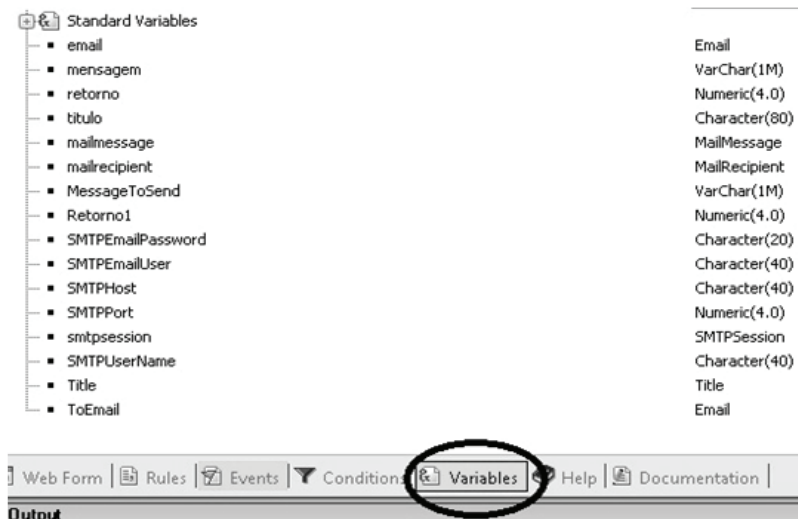 Standard Variables
email Email
mensagem VarChar(1M)
retorno Numeric(4.0)
titulo Character(80)
mailmessage MailMessage
mailrecipient MailRecipient
MessageToSend VarChar(1M)
Retorno1 Numeric(4.0)
SMTPEmailPassword Character(20)
SMTPEmailUser Character(40)
SMTPHost Character(40)
SMTPPort Numeric(4.0)
smtpsession SMTPSession
SMTPUserName Character(40)
Title Title
ToEmail Email
Web Form Rules Events Conditions Variables Help Documentation
Output